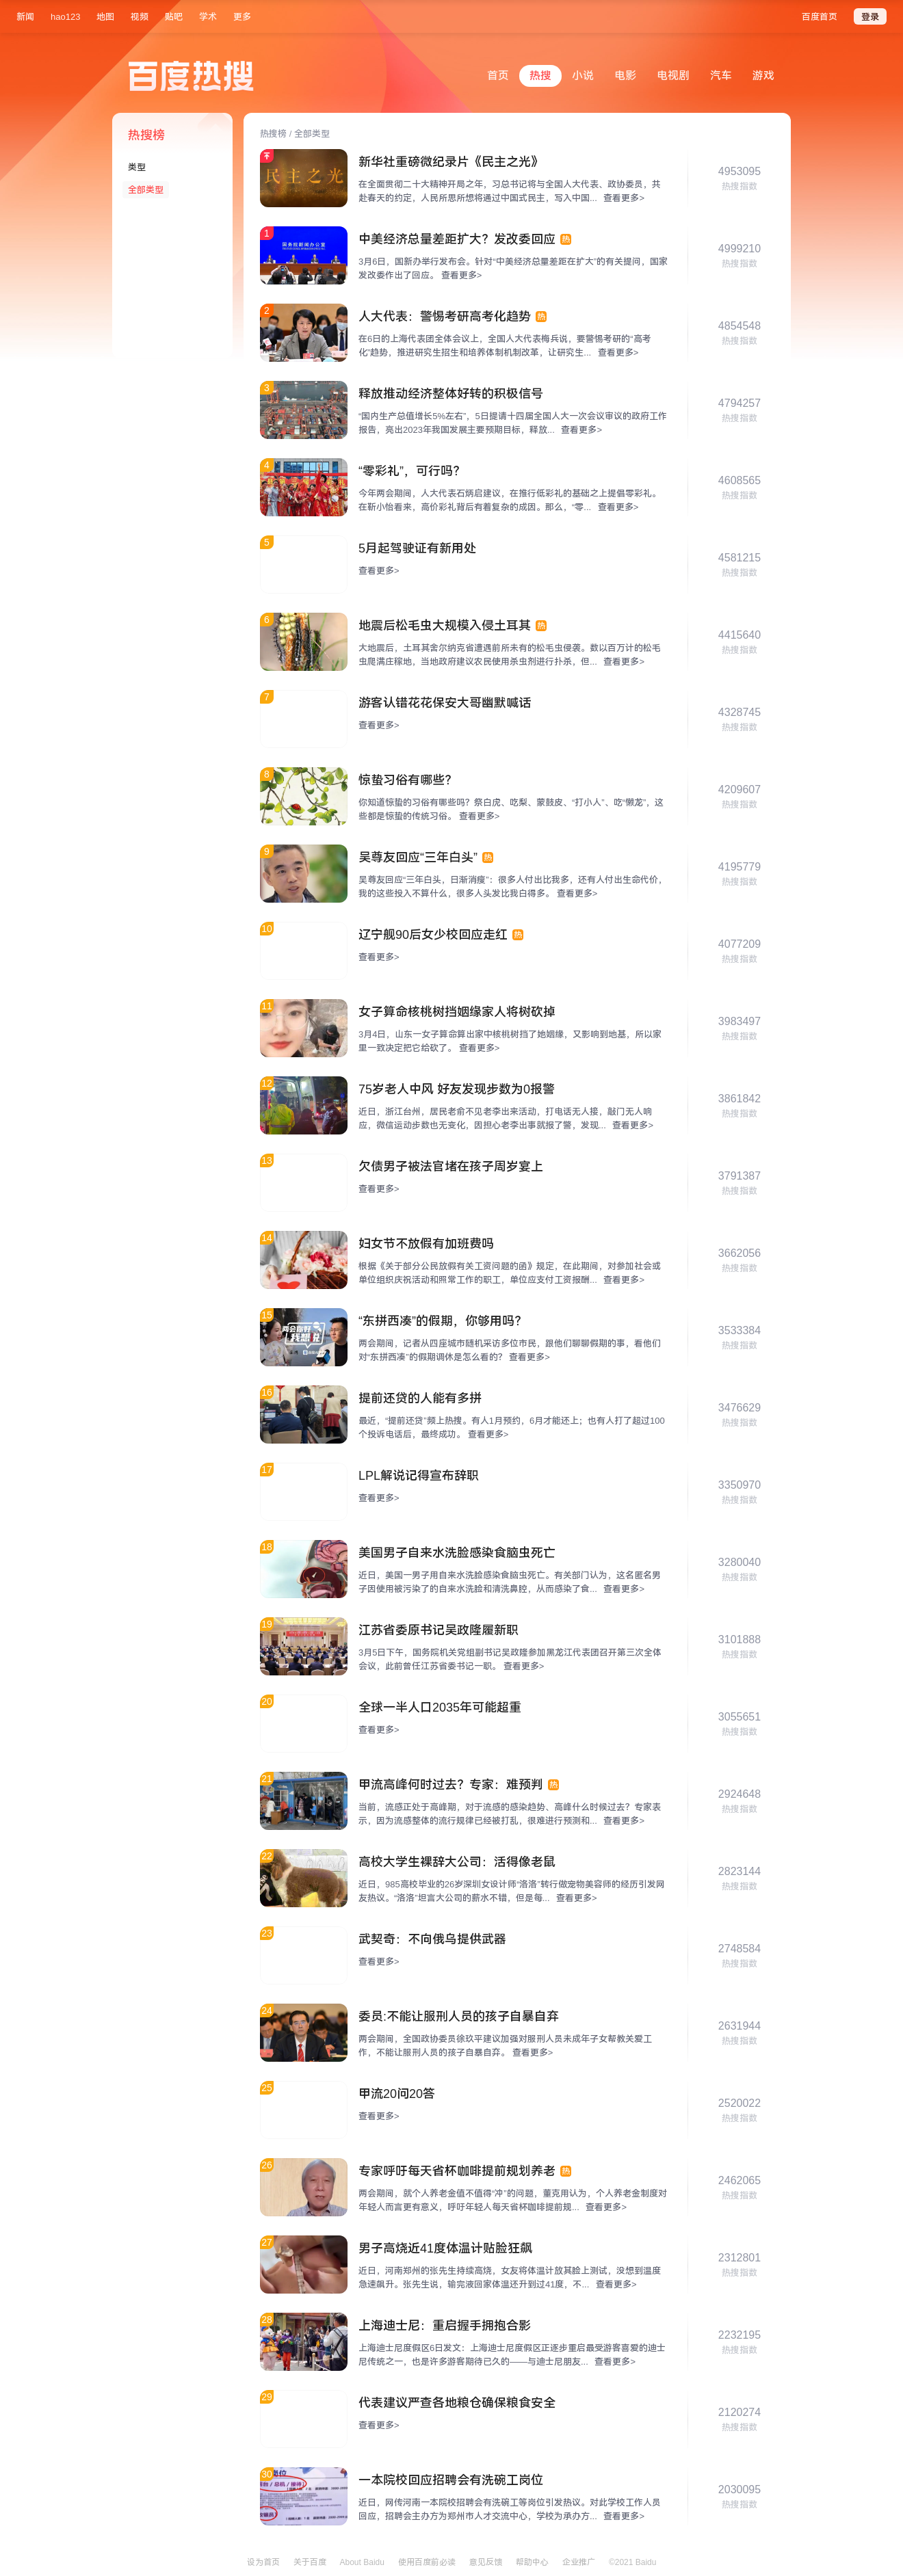 新闻 hao123 地图 视频 贴吧 学术 更多 百度首页 登录
百度热搜
首页 热搜 小说 电影 电视剧 汽车 游戏
热搜榜
类型
全部类型
热搜榜 / 全部类型
民主之光
新华社重磅微纪录片《民主之光》
在全面贯彻二十大精神开局之年，习总书记将与全国人大代表、政协委员，共
赴春天的约定，人民所思所想将通过中国式民主，写入中国... 查看更多>
4953095
热搜指数
1
国务院新闻办公室
中美经济总量差距扩大？发改委回应 热
3月6日，国新办举行发布会。针对“中美经济总量差距在扩大”的有关提问，国家
发改委作出了回应。 查看更多>
4999210
热搜指数
2
人大代表：警惕考研高考化趋势 热
在6日的上海代表团全体会议上，全国人大代表梅兵说，要警惕考研的“高考
化”趋势，推进研究生招生和培养体制机制改革，让研究生... 查看更多>
4854548
热搜指数
3
释放推动经济整体好转的积极信号
“国内生产总值增长5%左右”，5日提请十四届全国人大一次会议审议的政府工作
报告，亮出2023年我国发展主要预期目标，释放... 查看更多>
4794257
热搜指数
4
“零彩礼”，可行吗？
今年两会期间，人大代表石炳启建议，在推行低彩礼的基础之上提倡零彩礼。
在靳小怡看来，高价彩礼背后有着复杂的成因。那么，“零... 查看更多>
4608565
热搜指数
5
5月起驾驶证有新用处
查看更多>
4581215
热搜指数
6
地震后松毛虫大规模入侵土耳其 热
大地震后，土耳其舍尔纳克省遭遇前所未有的松毛虫侵袭。数以百万计的松毛
虫爬满庄稼地，当地政府建议农民使用杀虫剂进行扑杀，但... 查看更多>
4415640
热搜指数
7
游客认错花花保安大哥幽默喊话
查看更多>
4328745
热搜指数
8
惊蛰习俗有哪些？
你知道惊蛰的习俗有哪些吗？祭白虎、吃梨、蒙鼓皮、“打小人”、吃“懒龙”，这
些都是惊蛰的传统习俗。 查看更多>
4209607
热搜指数
9
吴尊友回应“三年白头” 热
吴尊友回应“三年白头，日渐消瘦”：很多人付出比我多，还有人付出生命代价，
我的这些投入不算什么，很多人头发比我白得多。 查看更多>
4195779
热搜指数
10
辽宁舰90后女少校回应走红 热
查看更多>
4077209
热搜指数
11
女子算命核桃树挡姻缘家人将树砍掉
3月4日，山东一女子算命算出家中核桃树挡了她姻缘，又影响到地基，所以家
里一致决定把它给砍了。 查看更多>
3983497
热搜指数
12
75岁老人中风 好友发现步数为0报警
近日，浙江台州，居民老俞不见老李出来活动，打电话无人接，敲门无人响
应，微信运动步数也无变化，因担心老李出事就报了警，发现... 查看更多>
3861842
热搜指数
13
欠债男子被法官堵在孩子周岁宴上
查看更多>
3791387
热搜指数
14
妇女节不放假有加班费吗
根据《关于部分公民放假有关工资问题的函》规定，在此期间，对参加社会或
单位组织庆祝活动和照常工作的职工，单位应支付工资报酬... 查看更多>
3662056
热搜指数
15
“东拼西凑”的假期，你够用吗？
两会期间，记者从四座城市随机采访多位市民，跟他们聊聊假期的事，看他们
对“东拼西凑”的假期调休是怎么看的？ 查看更多>
3533384
热搜指数
16
提前还贷的人能有多拼
最近，“提前还贷”频上热搜。有人1月预约，6月才能还上；也有人打了超过100
个投诉电话后，最终成功。 查看更多>
3476629
热搜指数
17
LPL解说记得宣布辞职
查看更多>
3350970
热搜指数
18
美国男子自来水洗脸感染食脑虫死亡
近日，美国一男子用自来水洗脸感染食脑虫死亡。有关部门认为，这名匿名男
子因使用被污染了的自来水洗脸和清洗鼻腔，从而感染了食... 查看更多>
3280040
热搜指数
19
江苏省委原书记吴政隆履新职
3月5日下午，国务院机关党组副书记吴政隆参加黑龙江代表团召开第三次全体
会议，此前曾任江苏省委书记一职。 查看更多>
3101888
热搜指数
20
全球一半人口2035年可能超重
查看更多>
3055651
热搜指数
21
甲流高峰何时过去？专家：难预判 热
当前，流感正处于高峰期，对于流感的感染趋势、高峰什么时候过去？专家表
示，因为流感整体的流行规律已经被打乱，很难进行预测和... 查看更多>
2924648
热搜指数
22
高校大学生裸辞大公司：活得像老鼠
近日，985高校毕业的26岁深圳女设计师“洛洛”转行做宠物美容师的经历引发网
友热议。“洛洛”坦言大公司的薪水不错，但是每... 查看更多>
2823144
热搜指数
23
武契奇：不向俄乌提供武器
查看更多>
2748584
热搜指数
24
委员:不能让服刑人员的孩子自暴自弃
两会期间，全国政协委员徐玖平建议加强对服刑人员未成年子女帮教关爱工
作，不能让服刑人员的孩子自暴自弃。 查看更多>
2631944
热搜指数
25
甲流20问20答
查看更多>
2520022
热搜指数
26
专家呼吁每天省杯咖啡提前规划养老 热
两会期间，就个人养老金值不值得“冲”的问题，董克用认为，个人养老金制度对
年轻人而言更有意义，呼吁年轻人每天省杯咖啡提前规... 查看更多>
2462065
热搜指数
27
男子高烧近41度体温计贴脸狂飙
近日，河南郑州的张先生持续高烧，女友将体温计放其脸上测试，没想到温度
急速飙升。张先生说，输完液回家体温还升到过41度，不... 查看更多>
2312801
热搜指数
28
上海迪士尼：重启握手拥抱合影
上海迪士尼度假区6日发文：上海迪士尼度假区正逐步重启最受游客喜爱的迪士
尼传统之一，也是许多游客期待已久的——与迪士尼朋友... 查看更多>
2232195
热搜指数
29
代表建议严查各地粮仓确保粮食安全
查看更多>
2120274
热搜指数
30
一本院校回应招聘会有洗碗工岗位
近日，网传河南一本院校招聘会有洗碗工等岗位引发热议。对此学校工作人员
回应，招聘会主办方为郑州市人才交流中心，学校为承办方... 查看更多>
2030095
热搜指数
设为首页 关于百度 About Baidu 使用百度前必读 意见反馈 帮助中心 企业推广 ©2021 Baidu